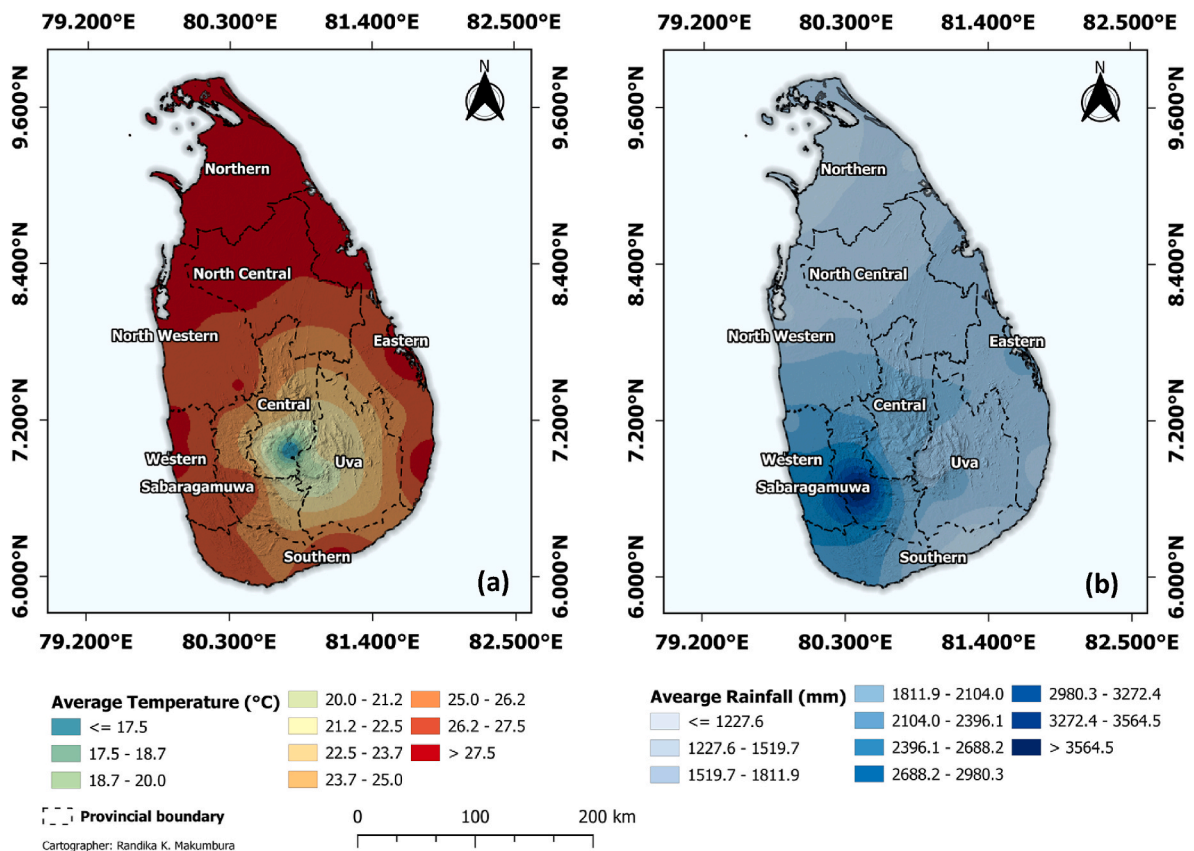 79.200°E 80.300°E 81.400°E 82.500°E
79.200°E 80.300°E 81.400°E 82.500°E
N
N
9.600°N
9.600°N
9.600°N
9.600°N
Northern
Northern
8.400°N
North Central
8.400°N
8.400°N
North Central
8.400°N
North Western
Eastern
North Western
Eastern
7.200°N
Central
7.200°N
7.200°N
Central
7.200°N
Western
Uva
Western
Uva
Sabaragamuwa
Sabaragamuwa
Southern
Southern
6.000°N
(a)
6.000°N
6.000°N
(b)
6.000°N
79.200°E 80.300°E 81.400°E 82.500°E
79.200°E 80.300°E 81.400°E 82.500°E
Average Temperature (°C)
<= 17.5
17.5 - 18.7
18.7 - 20.0
20.0 - 21.2
21.2 - 22.5
22.5 - 23.7
23.7 - 25.0
25.0 - 26.2
26.2 - 27.5
> 27.5
Avearge Rainfall (mm)
<= 1227.6
1227.6 - 1519.7
1519.7 - 1811.9
1811.9 - 2104.0
2104.0 - 2396.1
2396.1 - 2688.2
2688.2 - 2980.3
2980.3 - 3272.4
3272.4 - 3564.5
> 3564.5
Provincial boundary
0 100 200 km
Cartographer: Randika K. Makumbura